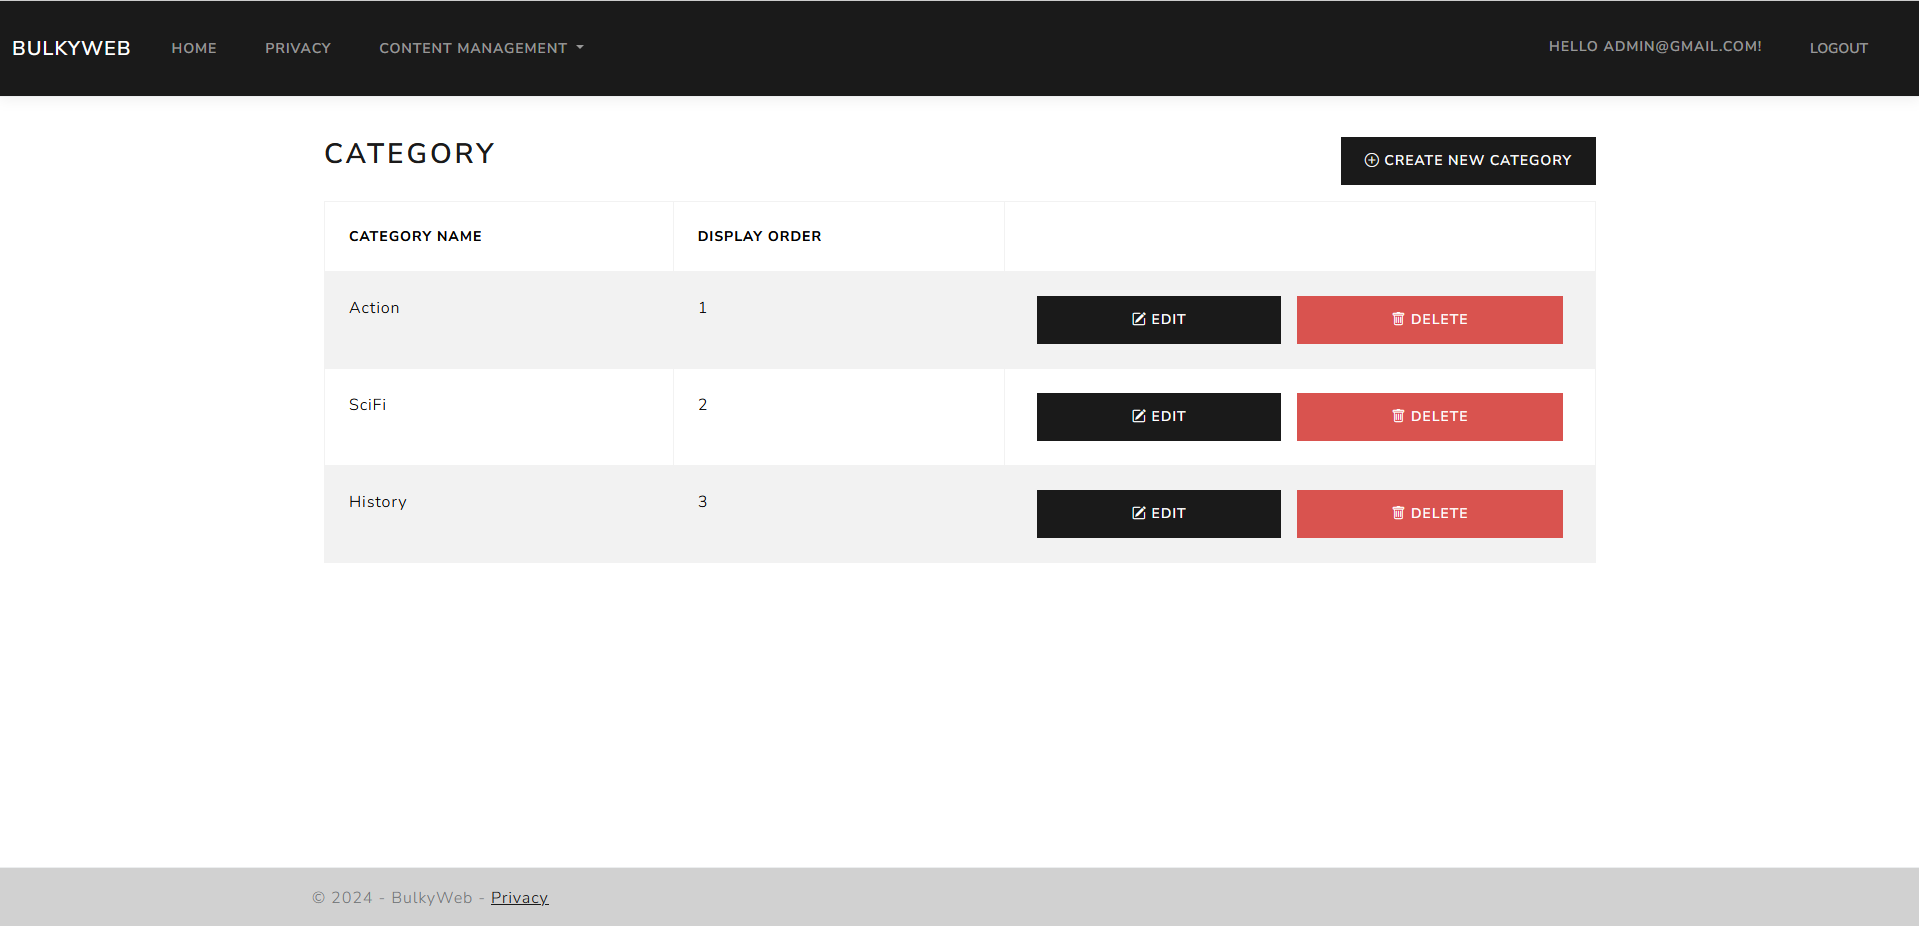 BULKYWEB HOME PRIVACY CONTENT MANAGEMENT HELLO ADMIN@GMAIL.COM! LOGOUT
CATEGORY
CREATE NEW CATEGORY
CATEGORY NAME DISPLAY ORDER
Action 1 EDIT DELETE
SciFi 2 EDIT DELETE
History 3 EDIT DELETE
© 2024 - BulkyWeb - Privacy